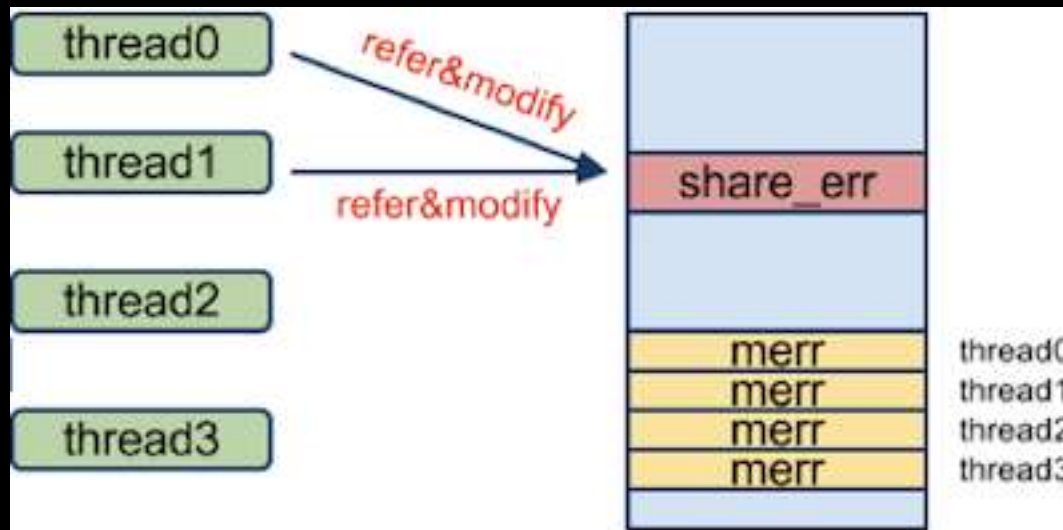 thread0
refer&modify
thread1
refer&modify
share_err
thread2
merr
thread0
merr
thread1
merr
thread2
merr
thread3
thread3